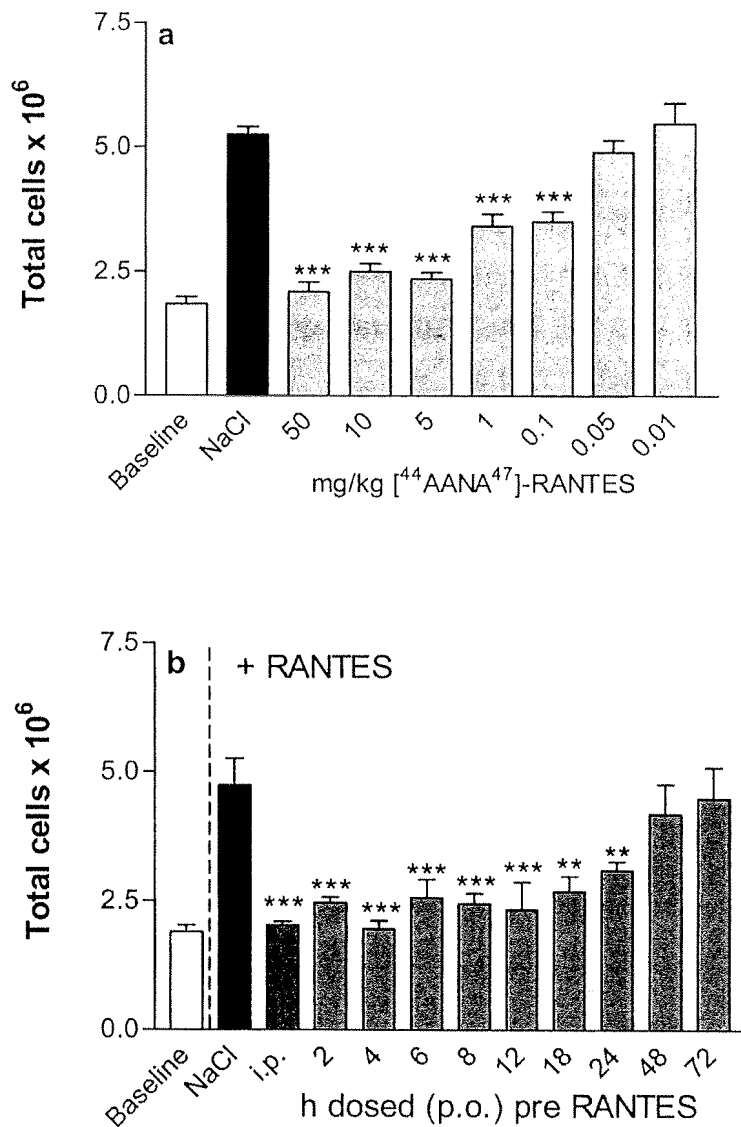 7.5
a
5.0
2.5
0.0
Total cells x 10⁶
*** *** *** *** ***
Baseline NaCl 50 10 5 1 0.1 0.05 0.01
mg/kg [⁴⁴AANA⁴⁷]-RANTES
7.5
b + RANTES
5.0
2.5
0.0
Total cells x 10⁶
*** *** *** *** *** *** ** **
Baseline NaCl i.p. 2 4 6 8 12 18 24 48 72
h dosed (p.o.) pre RANTES